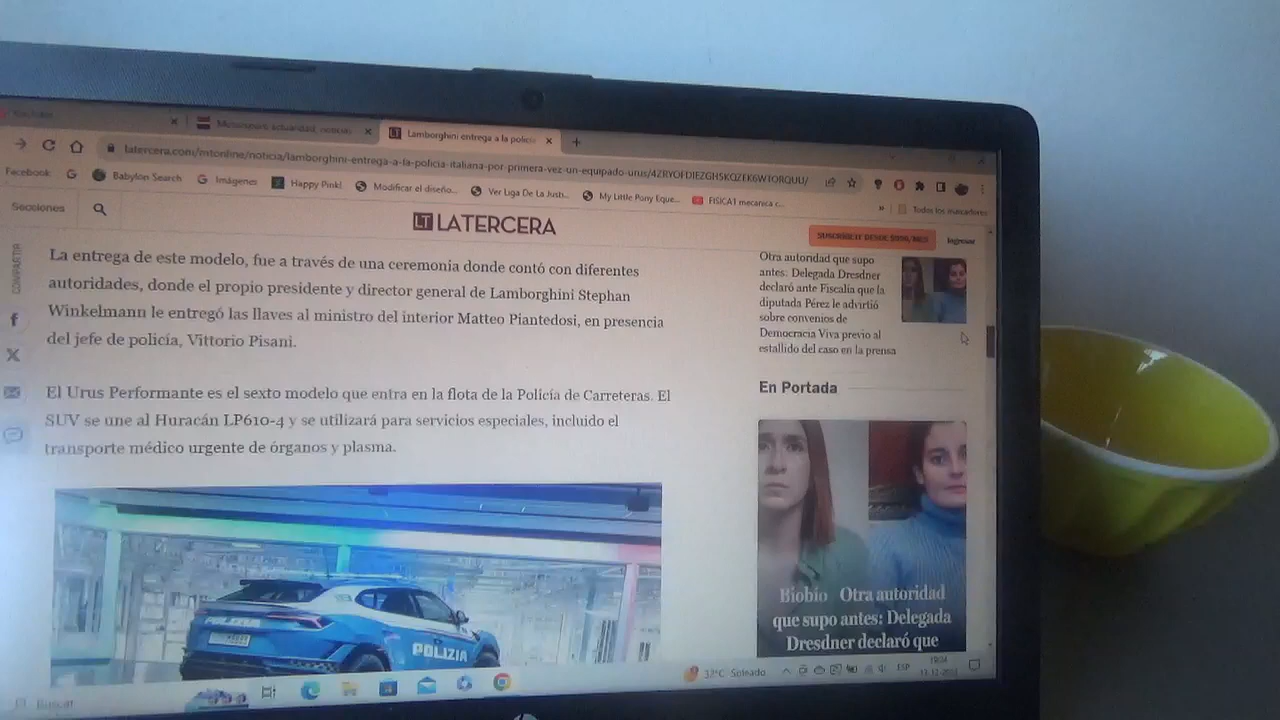 Lamborghini entrega a la policía
latercera.com/mtonline/noticia/lamborghini-entrega-a-la-policia-italiana-por-primera-vez-un-equipado-urus/
Facebook
Babylon Search
Imágenes
Happy Pink!
Modificar el diseño...
Ver Liga De La Justi...
My Little Pony Eque...
FISICA1 mecanica c...
Todos los marcadores
Secciones
LT LATERCERA
SUSCRÍBETE DESDE
Ingresar
COMPARTIR
La entrega de este modelo, fue a través de una ceremonia donde contó con diferentes
autoridades, donde el propio presidente y director general de Lamborghini Stephan
Winkelmann le entregó las llaves al ministro del interior Matteo Piantedosi, en presencia
del jefe de policía, Vittorio Pisani.
El Urus Performante es el sexto modelo que entra en la flota de la Policía de Carreteras. El
SUV se une al Huracán LP610-4 y se utilizará para servicios especiales, incluido el
transporte médico urgente de órganos y plasma.
POLIZIA
POLIZIA
Otra autoridad que supo
antes: Delegada Dresdner
declaró ante Fiscalía que la
diputada Pérez le advirtió
sobre convenios de
Democracia Viva previo al
estallido del caso en la prensa
En Portada
Biobío Otra autoridad
que supo antes: Delegada
Dresdner declaró que
Buscar
32°C Soleado
ESP